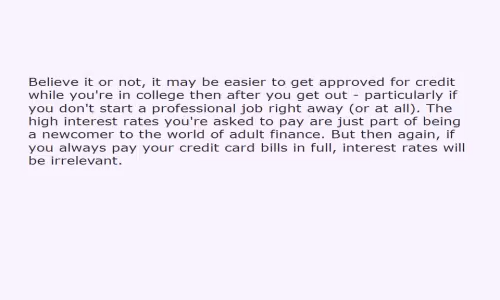 Believe it or not, it may be easier to get approved for credit
while you're in college then after you get out - particularly if
you don't start a professional job right away (or at all). The
high interest rates you're asked to pay are just part of being
a newcomer to the world of adult finance. But then again, if
you always pay your credit card bills in full, interest rates will
be irrelevant.